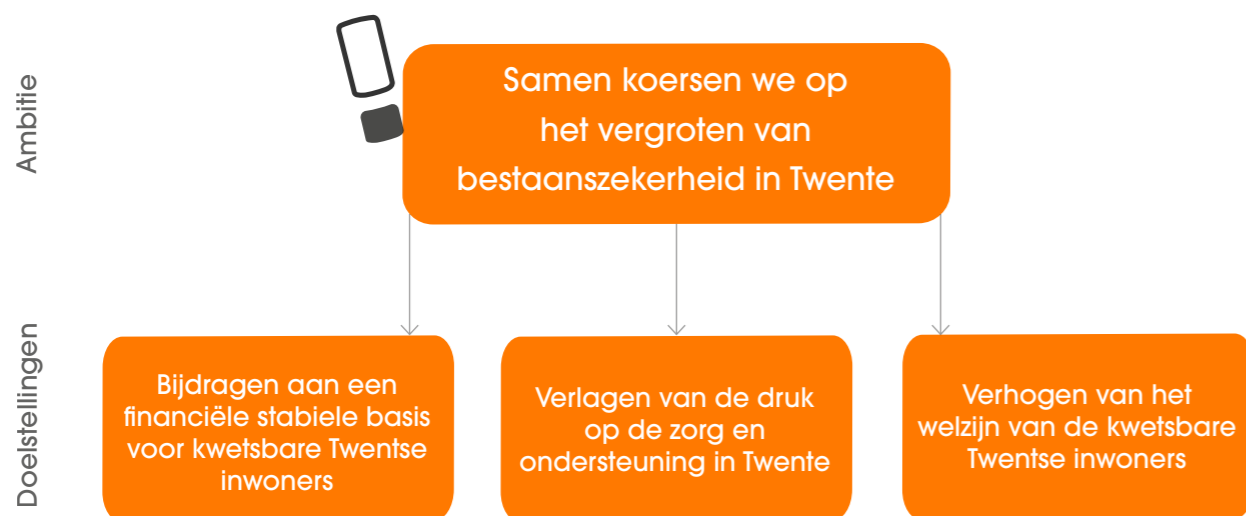 Ambitie
Samen koersen we op
het vergroten van
bestaanszekerheid in Twente
Doelstellingen
Bijdragen aan een
financiële stabiele basis
voor kwetsbare Twentse
inwoners
Verlagen van de druk
op de zorg en
ondersteuning in Twente
Verhogen van het
welzijn van de kwetsbare
Twentse inwoners